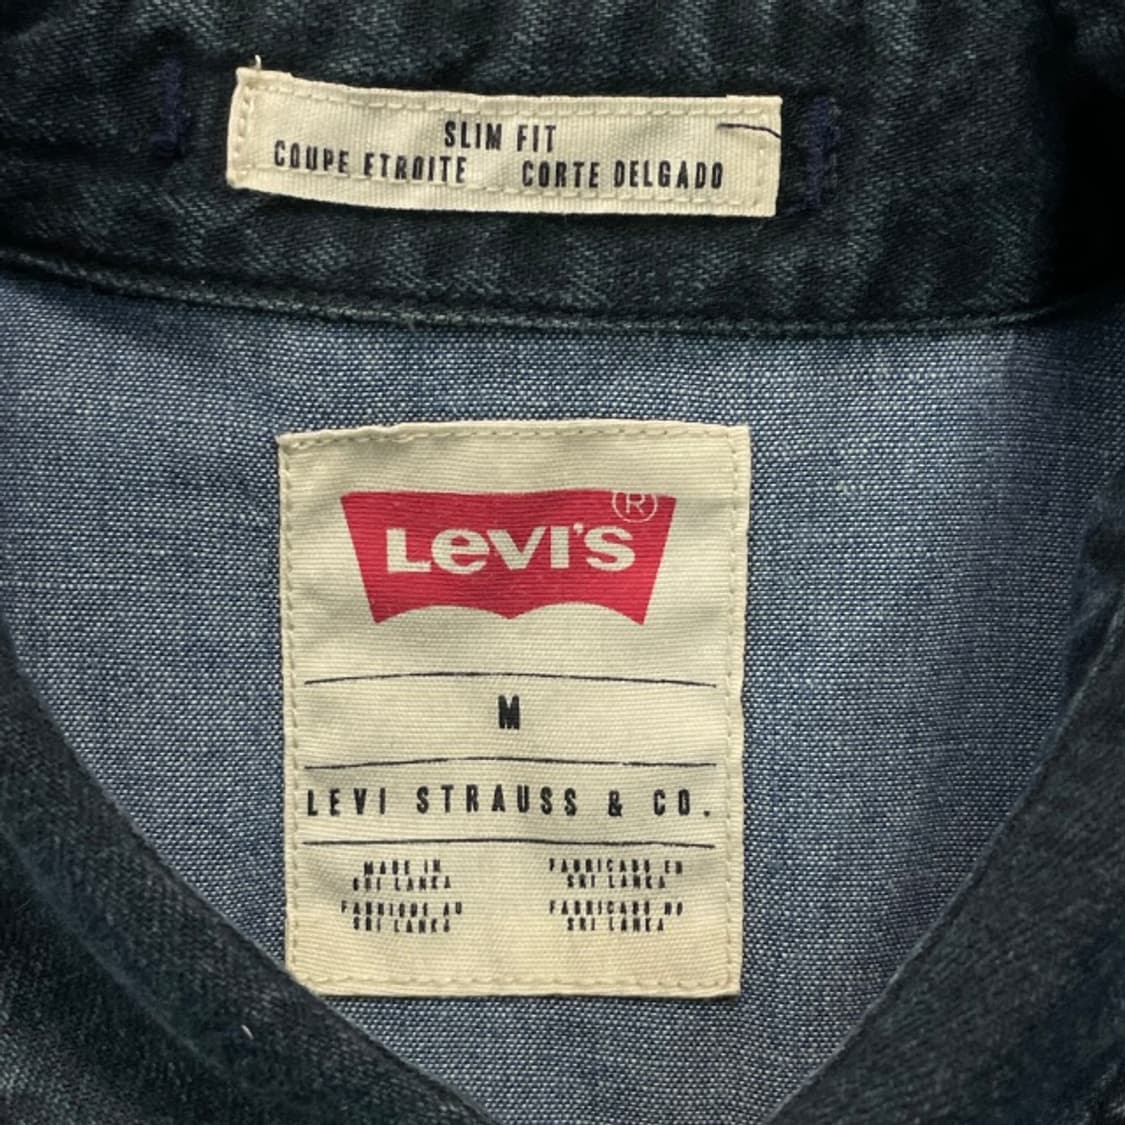 SLIM FIT
COUPE ETROITE CORTE DELGADO
LEVI'S ®
M
LEVI STRAUSS & CO.
MADE IN
SRI LANKA
FABRICADO EN
SRI LANKA
FABRIQUE AU
SRI LANKA
FABRICADO NO
SRI LANKA